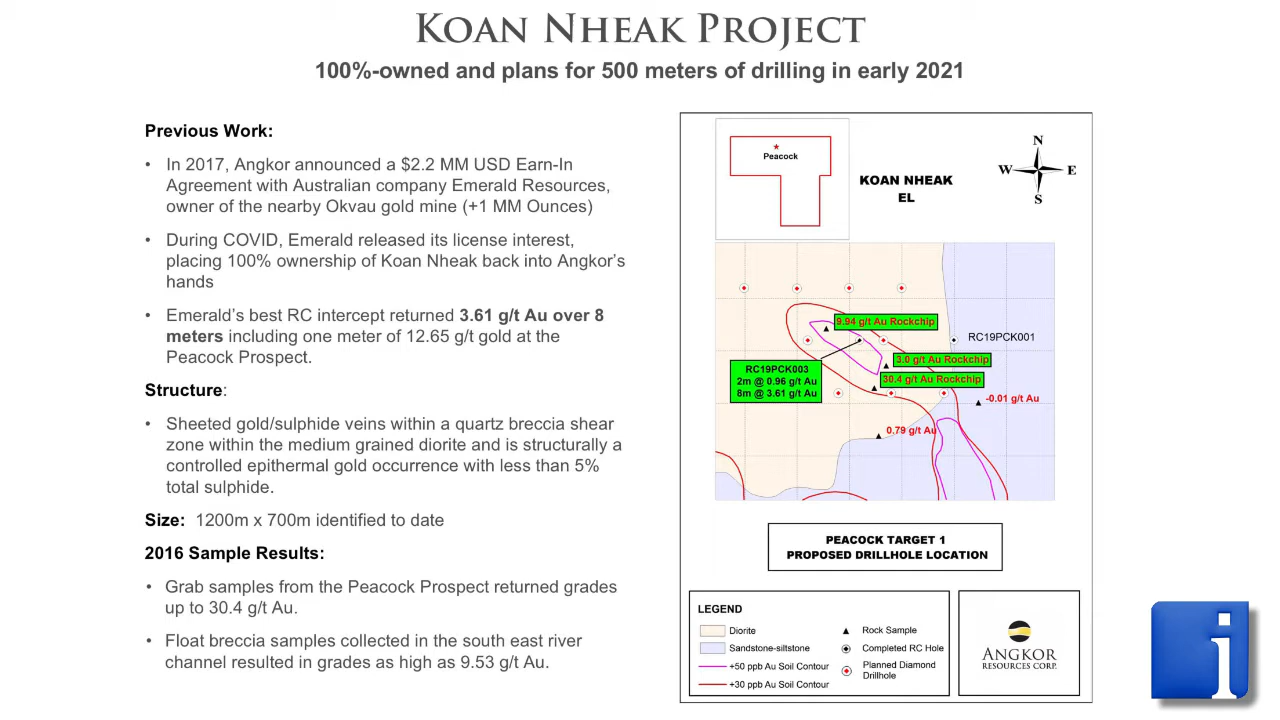 KOAN NHEAK PROJECT
100%-owned and plans for 500 meters of drilling in early 2021
Previous Work:
• In 2017, Angkor announced a $2.2 MM USD Earn-In
Agreement with Australian company Emerald Resources,
owner of the nearby Okvau gold mine (+1 MM Ounces)
• During COVID, Emerald released its license interest,
placing 100% ownership of Koan Nheak back into Angkor's
hands
• Emerald's best RC intercept returned 3.61 g/t Au over 8
meters including one meter of 12.65 g/t gold at the
Peacock Prospect.
Structure:
• Sheeted gold/sulphide veins within a quartz breccia shear
zone within the medium grained diorite and is structurally a
controlled epithermal gold occurrence with less than 5%
total sulphide.
Size: 1200m x 700m identified to date
2016 Sample Results:
• Grab samples from the Peacock Prospect returned grades
up to 30.4 g/t Au.
• Float breccia samples collected in the south east river
channel resulted in grades as high as 9.53 g/t Au.
Peacock
KOAN NHEAK
EL
N
W
E
S
9.94 g/t Au Rockchip
RC19PCK001
3.0 g/t Au Rockchip
RC19PCK003
2m @ 0.96 g/t Au
8m @ 3.61 g/t Au
30.4 g/t Au Rockchip
-0.01 g/t Au
0.79 g/t Au
PEACOCK TARGET 1
PROPOSED DRILLHOLE LOCATION
LEGEND
Diorite
Sandstone-siltstone
+50 ppb Au Soil Contour
+30 ppb Au Soil Contour
Rock Sample
Completed RC Hole
Planned Diamond
Drillhole
ANGKOR
RESOURCES CORP.
i